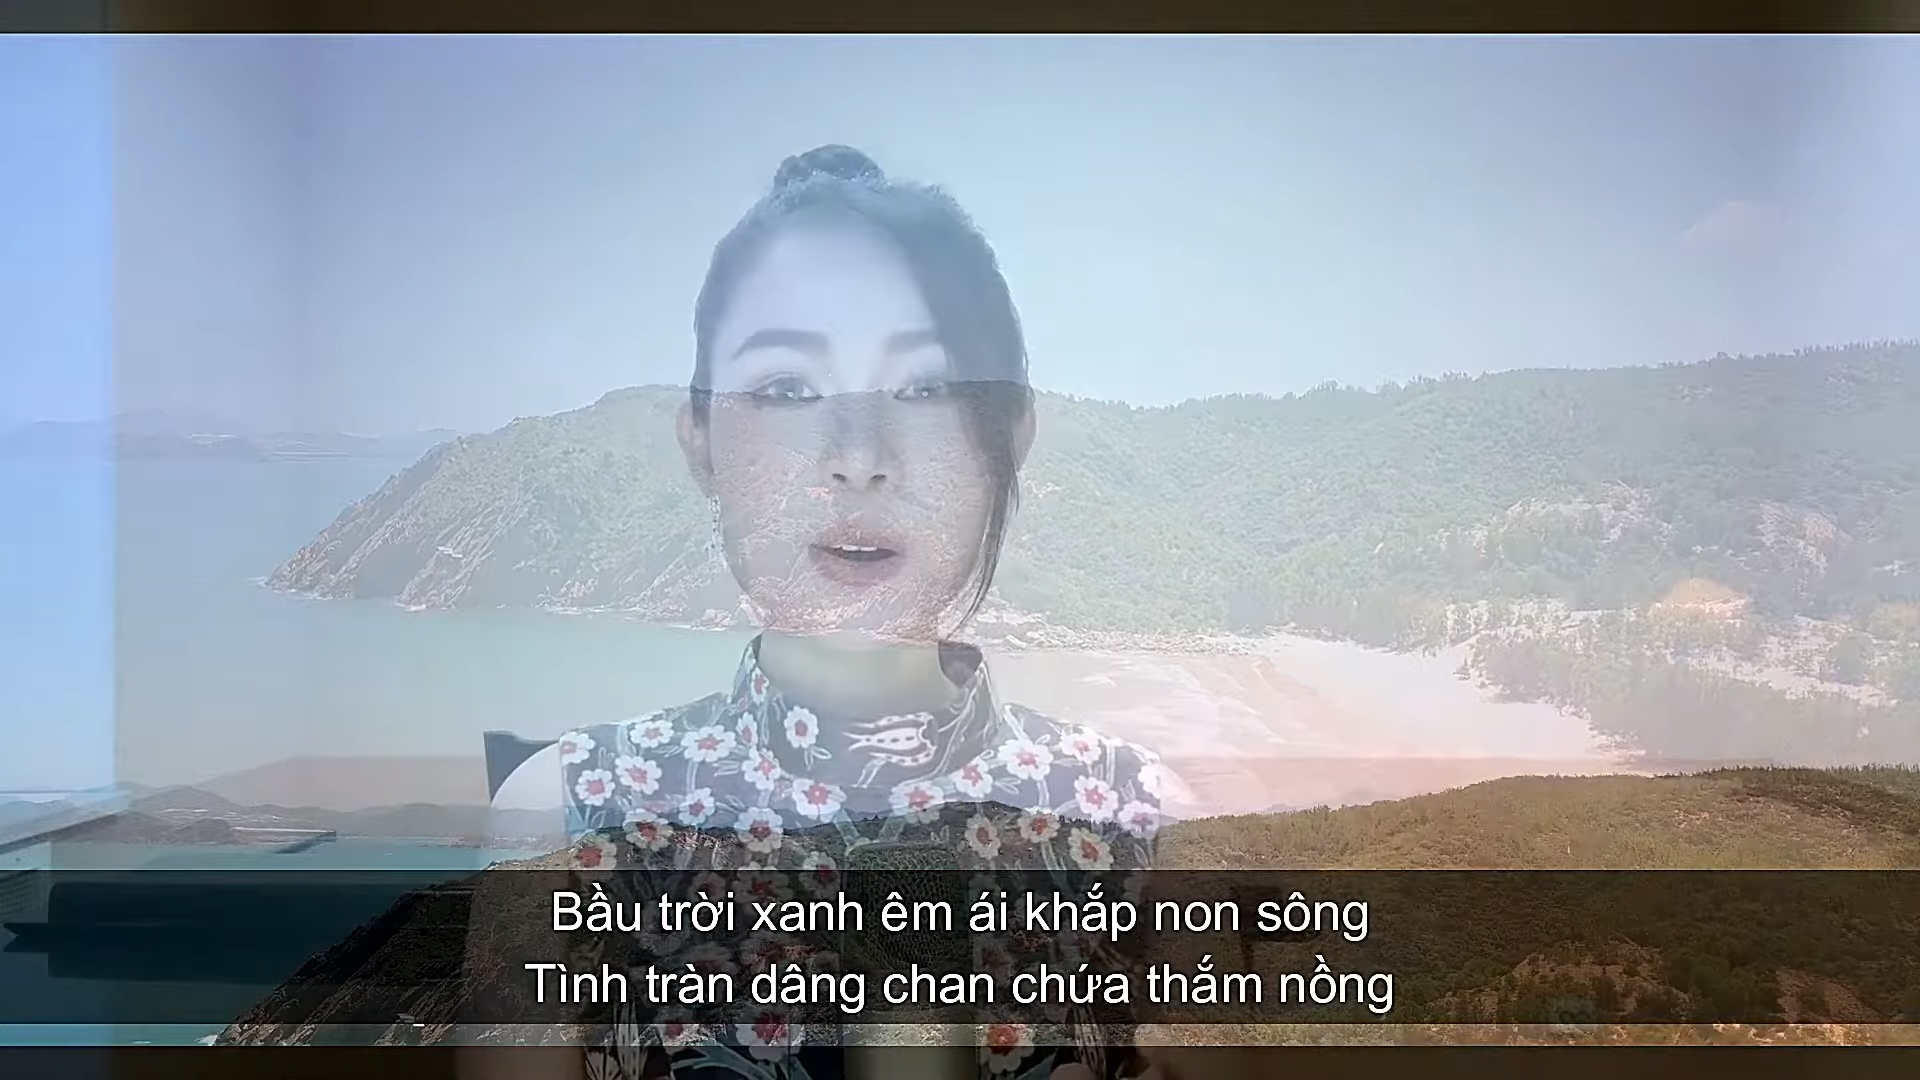 Bầu trời xanh êm ái khắp non sông
Tình tràn dâng chan chứa thắm nồng